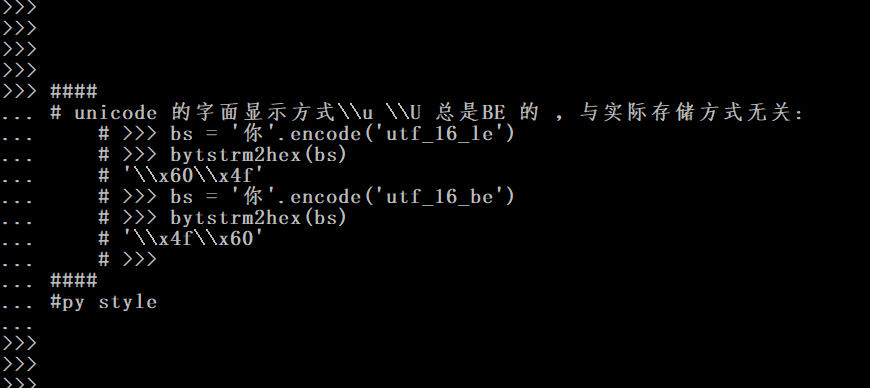 >>>
>>>
>>>
>>>
>>> ####
... # unicode 的字面显示方式\\u \\U 总是BE 的 ，与实际存储方式无关：
...     # >>> bs = '你'.encode('utf_16_le')
...     # >>> bytstrm2hex(bs)
...     # '\\x60\\x4f'
...     # >>> bs = '你'.encode('utf_16_be')
...     # >>> bytstrm2hex(bs)
...     # '\\x4f\\x60'
...     # >>>
... ####
... #py style
...
>>>
>>>
>>>